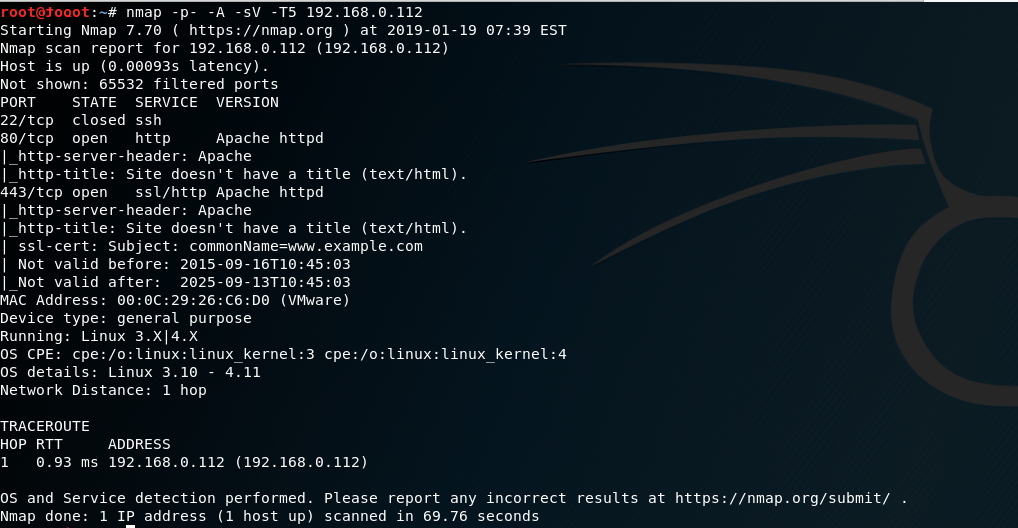 root@:~# nmap -p- -A -sV -T5 192.168.0.112
Starting Nmap 7.70 ( https://nmap.org ) at 2019-01-19 07:39 EST
Nmap scan report for 192.168.0.112 (192.168.0.112)
Host is up (0.00093s latency).
Not shown: 65532 filtered ports
PORT    STATE  SERVICE  VERSION
22/tcp  closed ssh
80/tcp  open   http     Apache httpd
|_http-server-header: Apache
|_http-title: Site doesn't have a title (text/html).
443/tcp open   ssl/http Apache httpd
|_http-server-header: Apache
|_http-title: Site doesn't have a title (text/html).
| ssl-cert: Subject: commonName=www.example.com
| Not valid before: 2015-09-16T10:45:03
|_Not valid after:  2025-09-13T10:45:03
MAC Address: 00:0C:29:26:C6:D0 (VMware)
Device type: general purpose
Running: Linux 3.X|4.X
OS CPE: cpe:/o:linux:linux_kernel:3 cpe:/o:linux:linux_kernel:4
OS details: Linux 3.10 - 4.11
Network Distance: 1 hop
TRACEROUTE
HOP RTT     ADDRESS
1   0.93 ms 192.168.0.112 (192.168.0.112)
OS and Service detection performed. Please report any incorrect results at https://nmap.org/submit/ .
Nmap done: 1 IP address (1 host up) scanned in 69.76 seconds